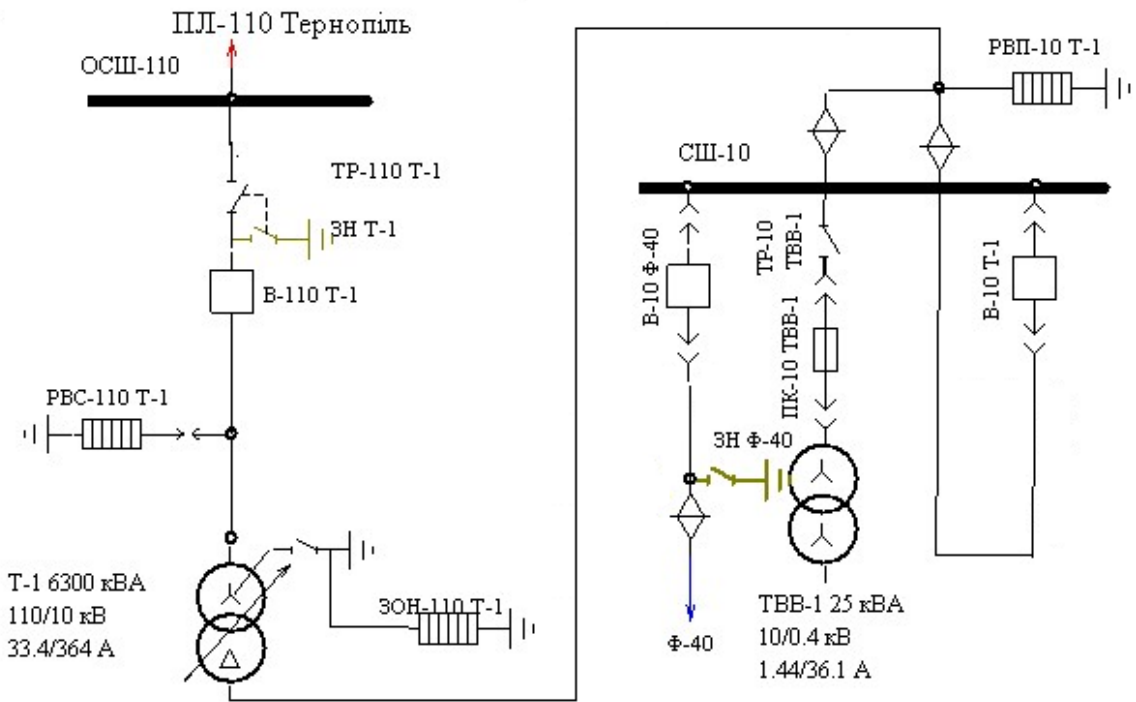 ПЛ-110 Тернопіль
ОСШ-110
ТР-110 Т-1
ЗН Т-1
В-110 Т-1
РВС-110 Т-1
Т-1 6300 кВА
110/10 кВ
33.4/364 А
ЗОН-110 Т-1
РВП-10 Т-1
СШ-10
В-10 Ф-40
ТР-10
ТВВ-1
ПК-10 ТВВ-1
В-10 Т-1
ЗН Ф-40
Ф-40
ТВВ-1 25 кВА
10/0.4 кВ
1.44/36.1 А